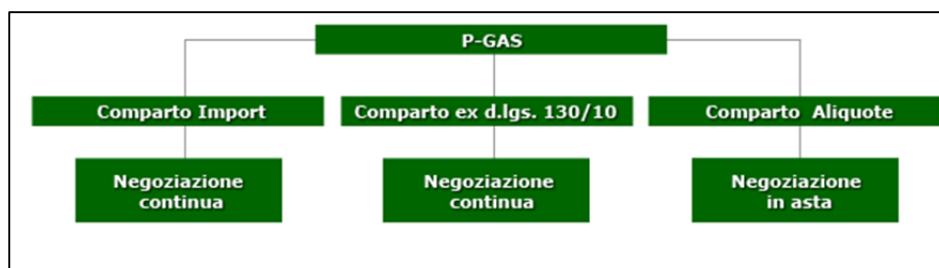 P-GAS
Comparto Import
Comparto ex d.lgs. 130/10
Comparto Aliquote
Negoziazione
continua
Negoziazione
continua
Negoziazione
in asta